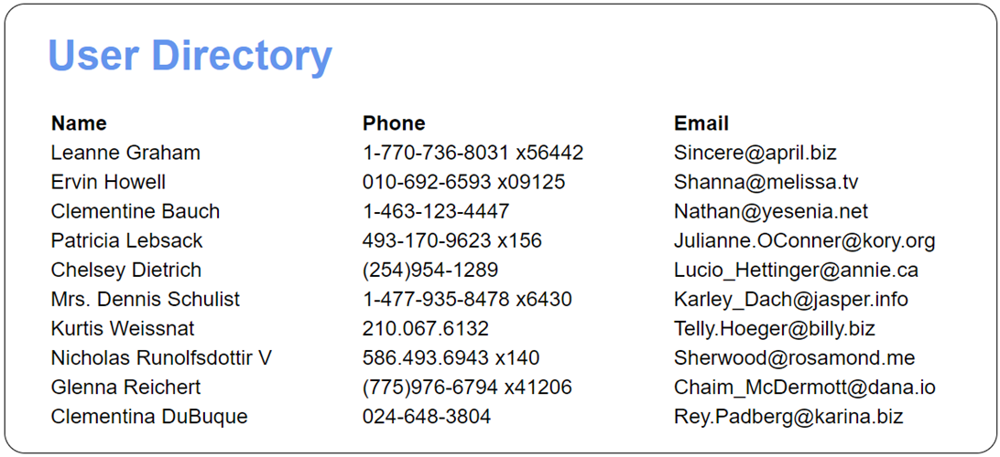 User Directory
Name Phone Email
Leanne Graham 1-770-736-8031 x56442 Sincere@april.biz
Ervin Howell 010-692-6593 x09125 Shanna@melissa.tv
Clementine Bauch 1-463-123-4447 Nathan@yesenia.net
Patricia Lebsack 493-170-9623 x156 Julianne.OConner@kory.org
Chelsey Dietrich (254)954-1289 Lucio_Hettinger@annie.ca
Mrs. Dennis Schulist 1-477-935-8478 x6430 Karley_Dach@jasper.info
Kurtis Weissnat 210.067.6132 Telly.Hoeger@billy.biz
Nicholas Runolfsdottir V 586.493.6943 x140 Sherwood@rosamond.me
Glenna Reichert (775)976-6794 x41206 Chaim_McDermott@dana.io
Clementina DuBuque 024-648-3804 Rey.Padberg@karina.biz